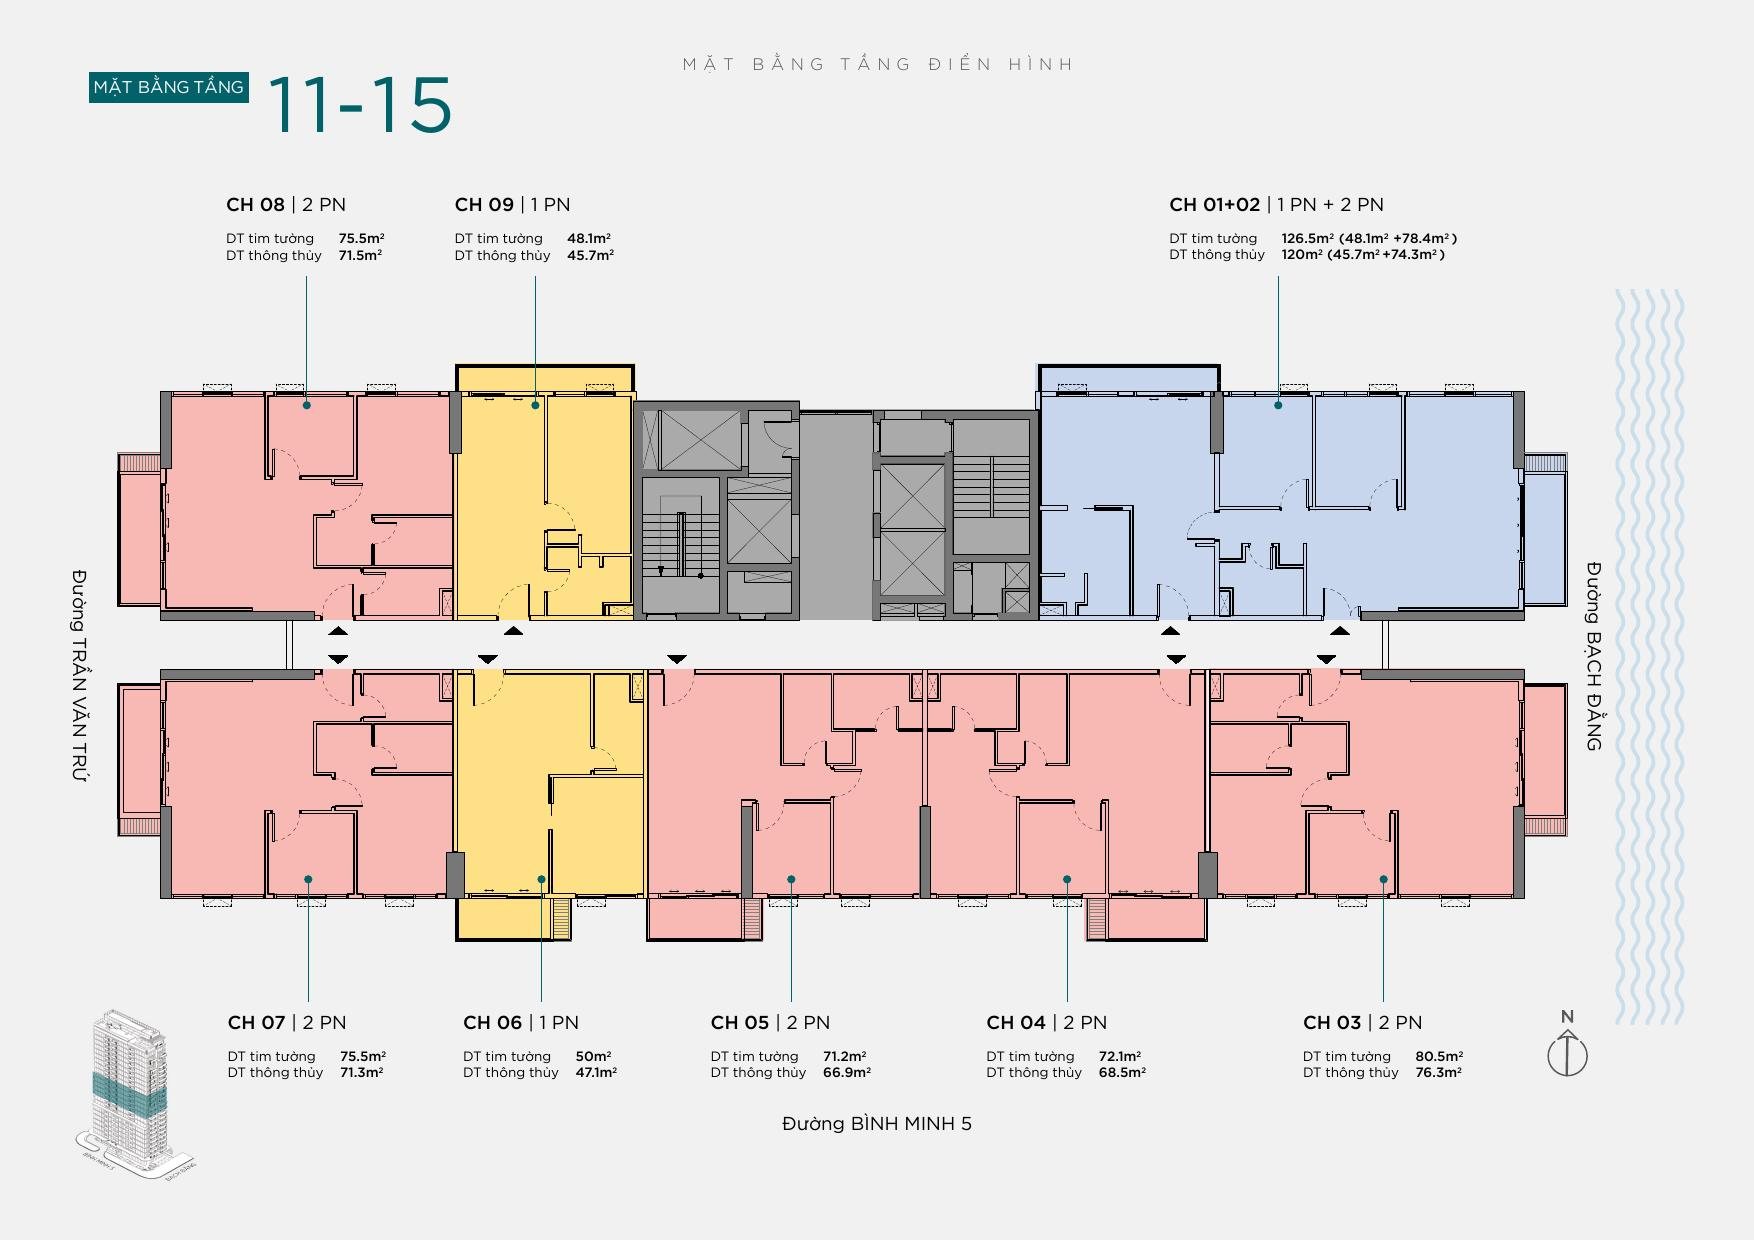 MẶT BẰNG TẦNG ĐIỂN HÌNH
MẶT BẰNG TẦNG 11-15
CH 08 | 2 PN
DT tim tường 75.5m²
DT thông thủy 71.5m²
CH 09 | 1 PN
DT tim tường 48.1m²
DT thông thủy 45.7m²
CH 01+02 | 1 PN + 2 PN
DT tim tường 126.5m² (48.1m² +78.4m²)
DT thông thủy 120m² (45.7m² +74.3m²)
Đường TRẦN VĂN TRỨ
Đường BẠCH ĐẰNG
CH 07 | 2 PN
DT tim tường 75.5m²
DT thông thủy 71.3m²
CH 06 | 1 PN
DT tim tường 50m²
DT thông thủy 47.1m²
CH 05 | 2 PN
DT tim tường 71.2m²
DT thông thủy 66.9m²
CH 04 | 2 PN
DT tim tường 72.1m²
DT thông thủy 68.5m²
CH 03 | 2 PN
DT tim tường 80.5m²
DT thông thủy 76.3m²
N
Đường BÌNH MINH 5
BÌNH MINH 5
BẠCH ĐẰNG